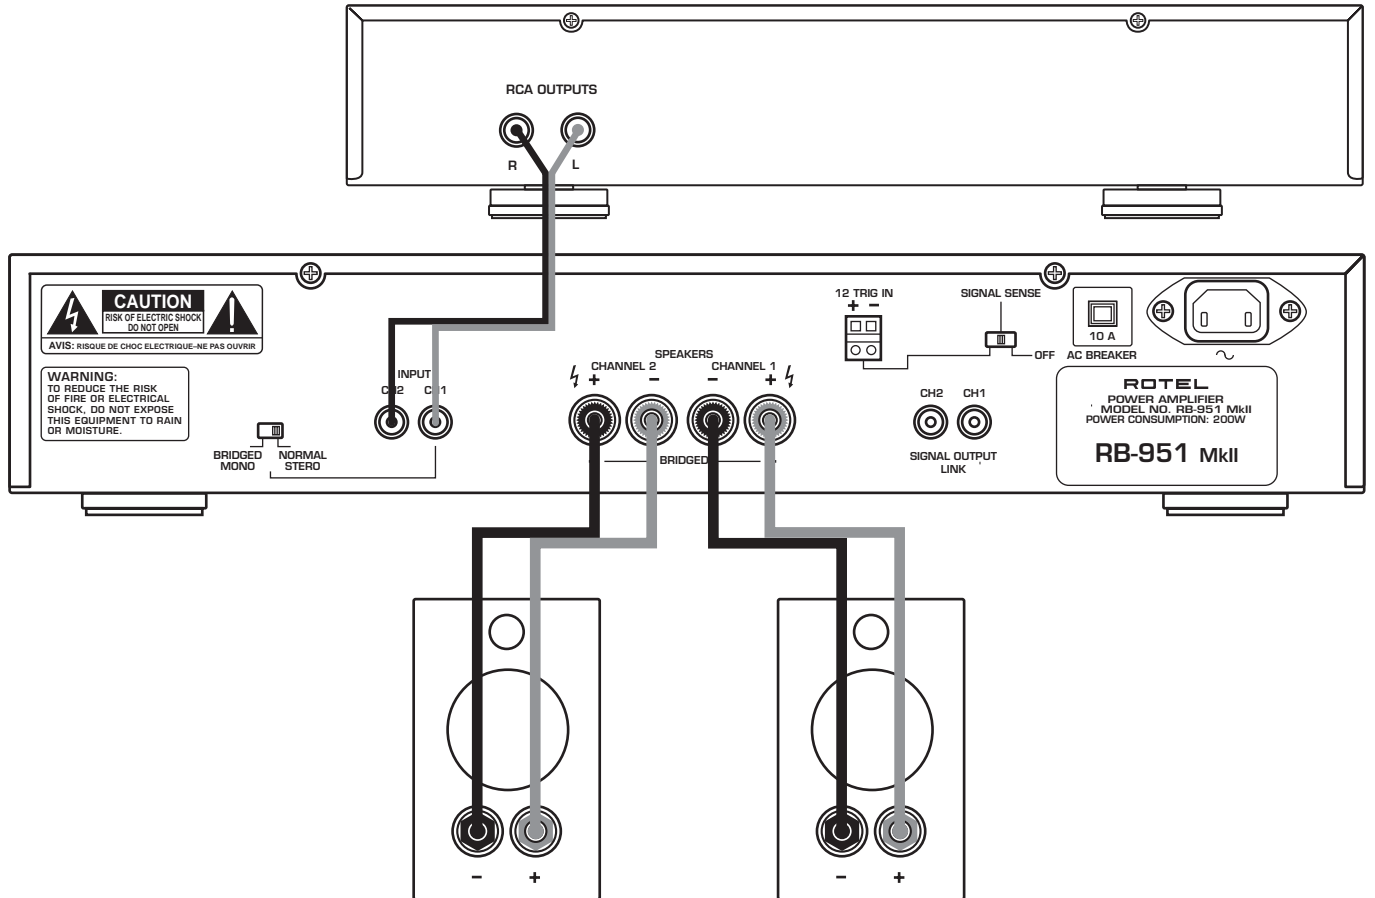 RCA OUTPUTS
R
L
CAUTION
RISK OF ELECTRIC SHOCK
DO NOT OPEN
AVIS: RISQUE DE CHOC ELECTRIQUE–NE PAS OUVRIR
WARNING:
TO REDUCE THE RISK
OF FIRE OR ELECTRICAL
SHOCK, DO NOT EXPOSE
THIS EQUIPMENT TO RAIN
OR MOISTURE.
BRIDGED
MONO
NORMAL
STERO
INPUT
CH2
CH1
SPEAKERS
CHANNEL 2
CHANNEL 1
+
–
–
+
BRIDGED
12 TRIG IN
+ –
SIGNAL SENSE
OFF
CH2
CH1
SIGNAL OUTPUT
LINK
10 A
AC BREAKER
ROTEL
POWER AMPLIFIER
MODEL NO. RB-951 MkII
POWER CONSUMPTION: 200W
RB-951 MkII
–
+
–
+